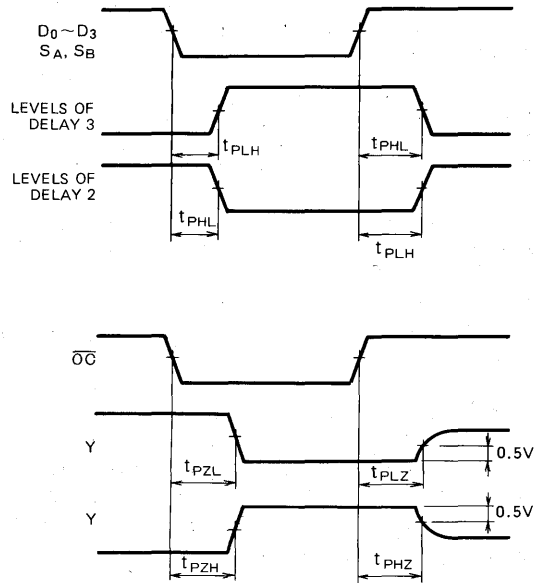 D0~D3
SA, SB
LEVELS OF
DELAY 3
tPLH
tPHL
LEVELS OF
DELAY 2
tPHL
tPLH
OC
Y
tPZL
tPLZ
0.5V
Y
tPZH
tPHZ
0.5V